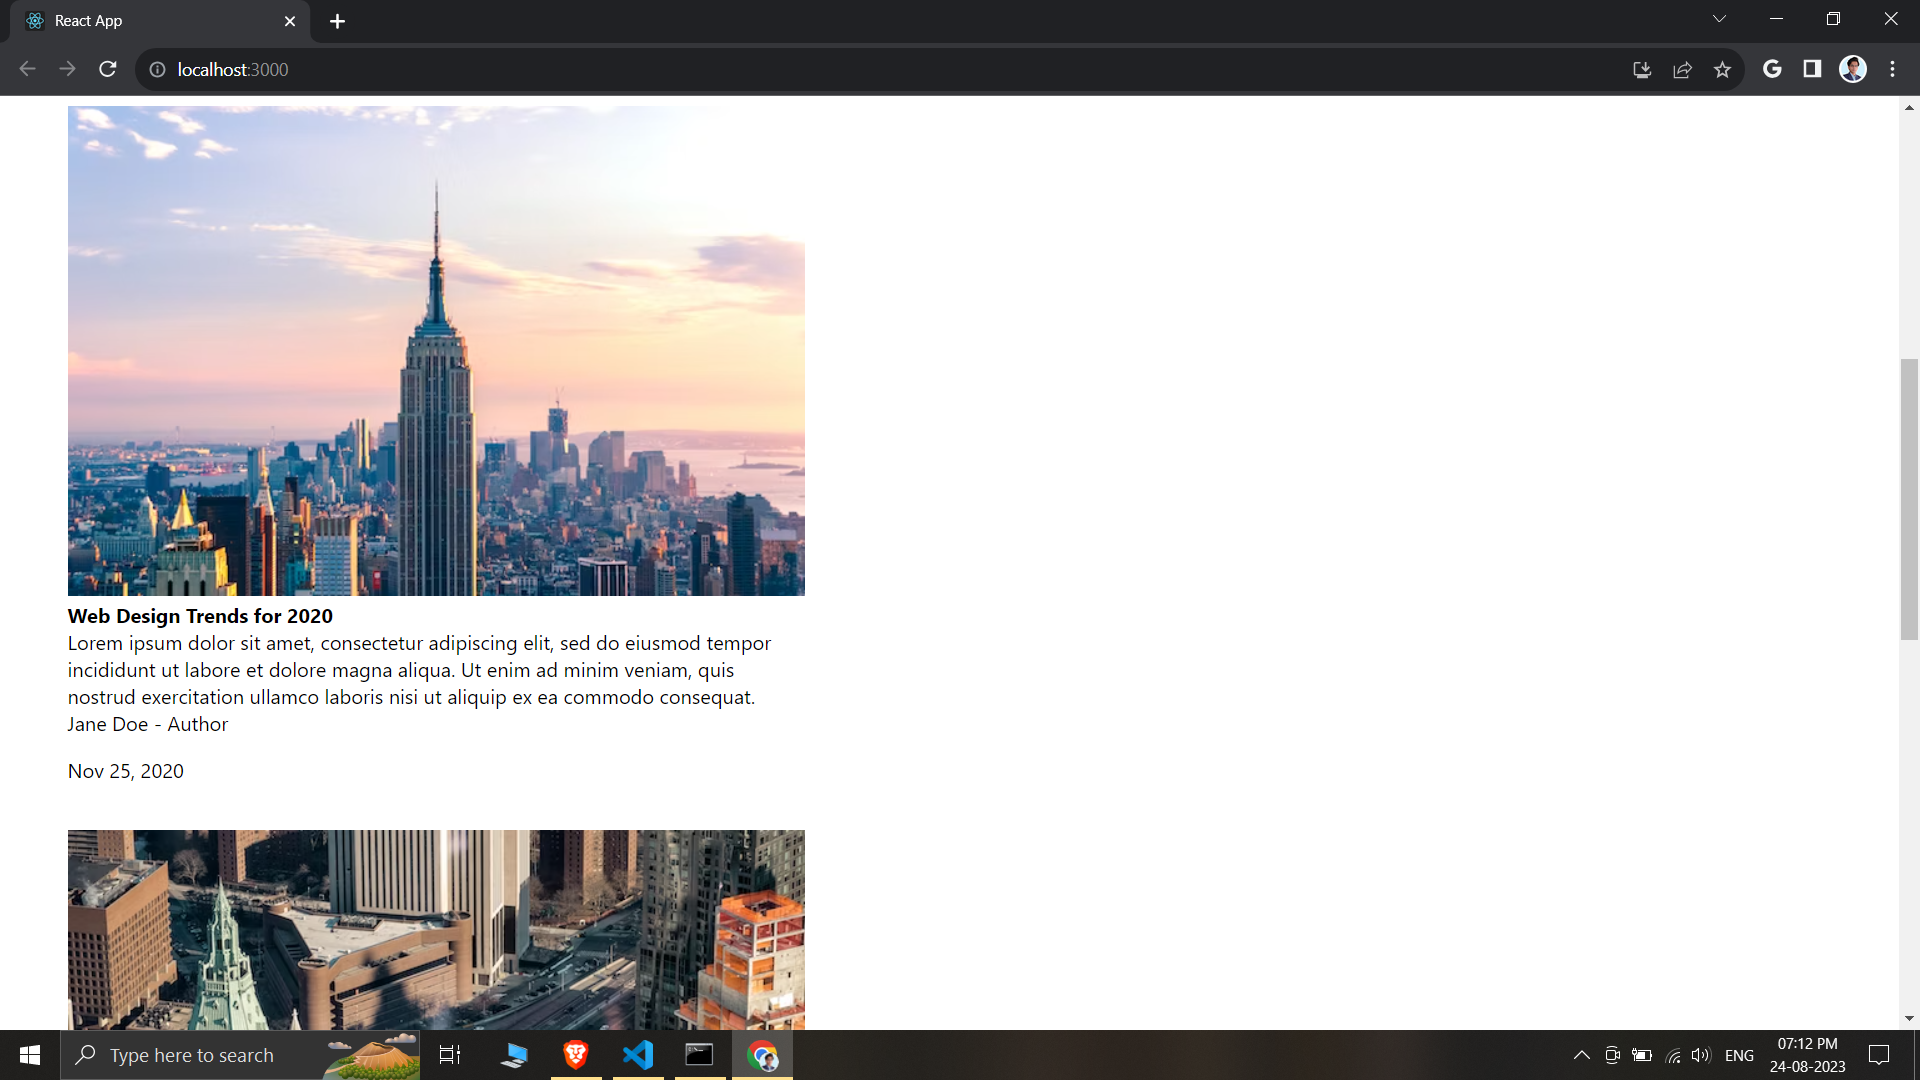 React App
localhost:3000
Web Design Trends for 2020
Lorem ipsum dolor sit amet, consectetur adipiscing elit, sed do eiusmod tempor
incididunt ut labore et dolore magna aliqua. Ut enim ad minim veniam, quis
nostrud exercitation ullamco laboris nisi ut aliquip ex ea commodo consequat.
Jane Doe - Author
Nov 25, 2020
Type here to search
ENG
07:12 PM
24-08-2023